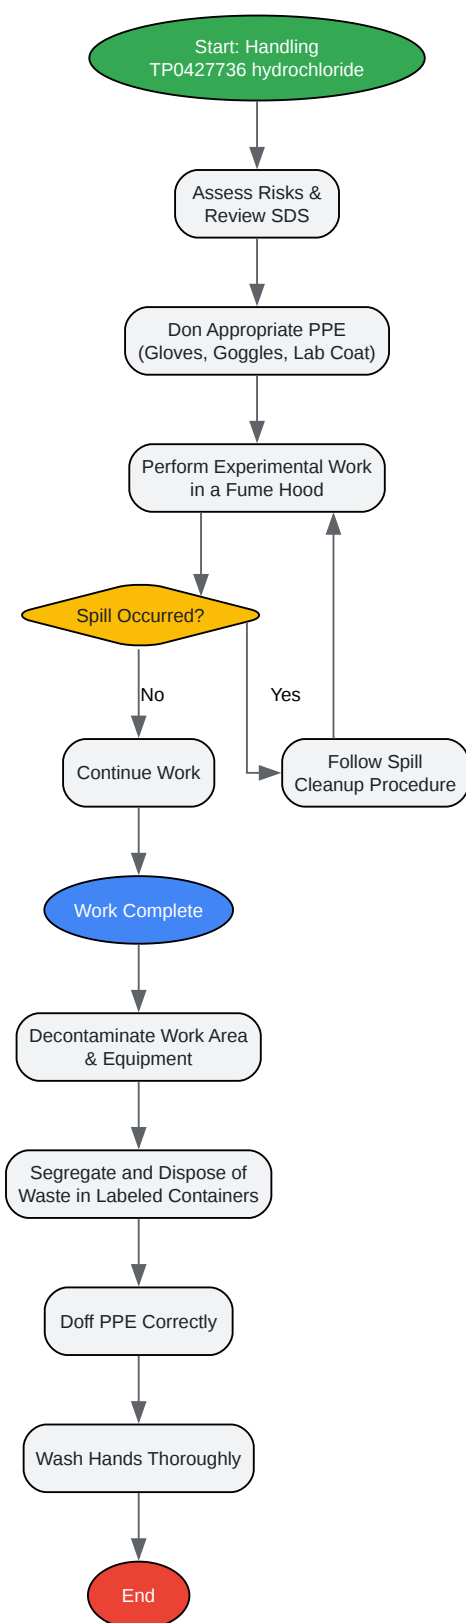 Start: Handling
TP0427736 hydrochloride
Assess Risks &
Review SDS
Don Appropriate PPE
(Gloves, Goggles, Lab Coat)
Perform Experimental Work
in a Fume Hood
Spill Occurred?
No
Yes
Continue Work
Follow Spill
Cleanup Procedure
Work Complete
Decontaminate Work Area
& Equipment
Segregate and Dispose of
Waste in Labeled Containers
Doff PPE Correctly
Wash Hands Thoroughly
End